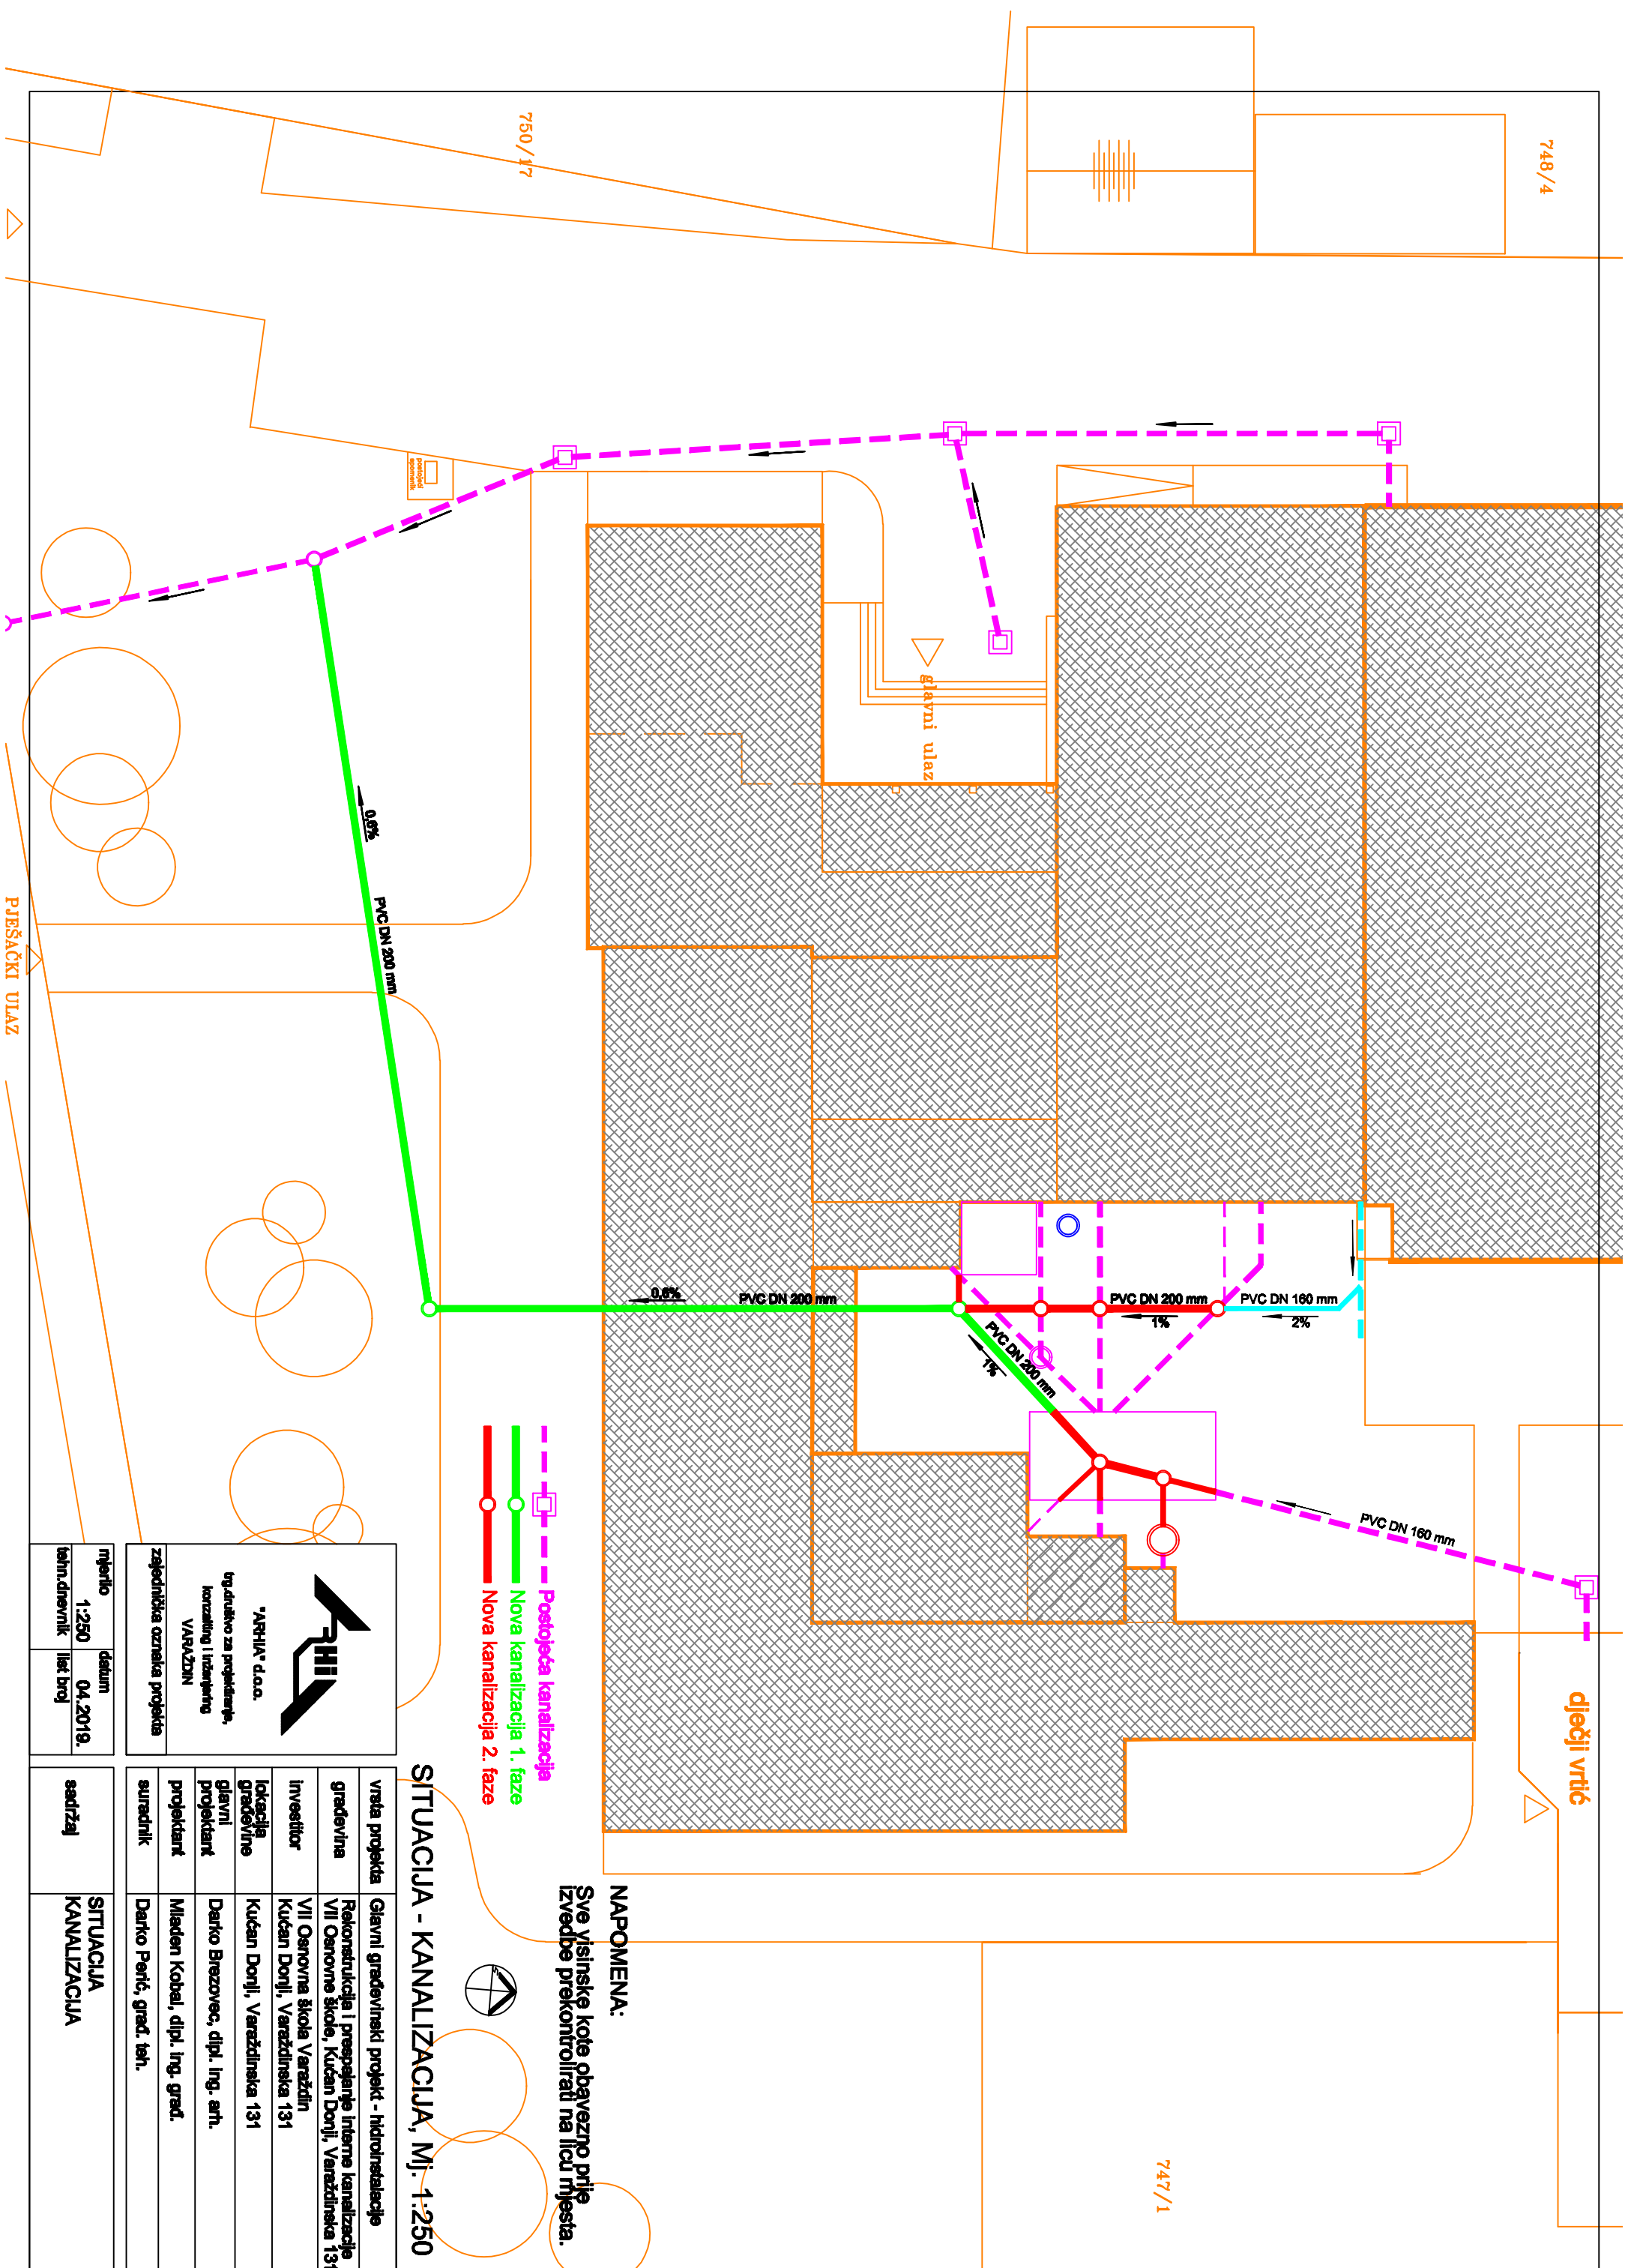 748/4
750/17
747/1
dječji vrtić
glavni ulaz
postojeći
spomenik
PJEŠAČKI ULAZ
PVC DN 160 mm
PVC DN 160 mm
2%
PVC DN 200 mm
1%
PVC DN 200 mm
1%
PVC DN 200 mm
0,6%
PVC DN 200 mm
0,6%
Postojeća kanalizacija
Nova kanalizacija 1. faze
Nova kanalizacija 2. faze
NAPOMENA:
Sve visinske kote obavezno prije
izvedbe prekontrolirati na licu mjesta.
SITUACIJA - KANALIZACIJA, Mj. 1:250
"ARHIA" d.o.o.
trg.društvo za projektiranje,
konzalting i inženjering
VARAŽDIN
zajednička oznaka projekta
mjerilo
1:250
datum
04.2019.
tehn.dnevnik
list broj
vrsta projekta
Glavni građevinski projekt - hidroinstalacije
građevina
Rekonstrukcija i prespajanje interne kanalizacije
VII Osnovne škole, Kućan Donji, Varaždinska 131
investitor
VII Osnovna škola Varaždin
Kućan Donji, Varaždinska 131
lokacija
građevine
Kućan Donji, Varaždinska 131
glavni
projektant
Darko Brezovec, dipl. ing. arh.
projektant
Mladen Kobal, dipl. ing. građ.
suradnik
Darko Perić, građ. teh.
sadržaj
SITUACIJA
KANALIZACIJA